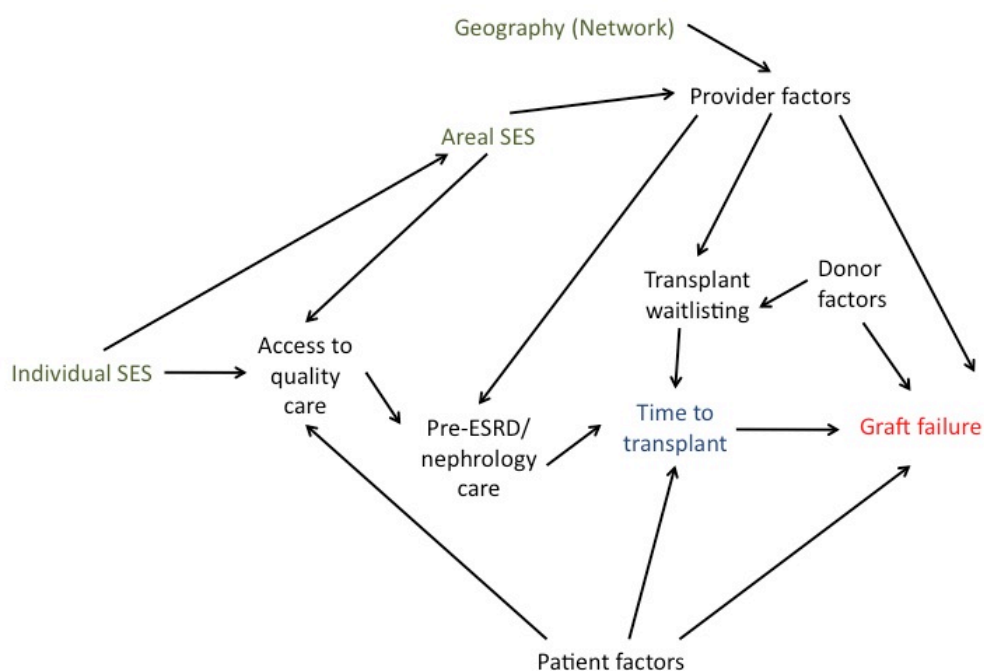 Geography (Network)
Provider factors
Areal SES
Transplant
waitlisting
Donor
factors
Individual SES
Access to
quality
care
Pre-ESRD/
nephrology
care
Time to
transplant
Graft failure
Patient factors